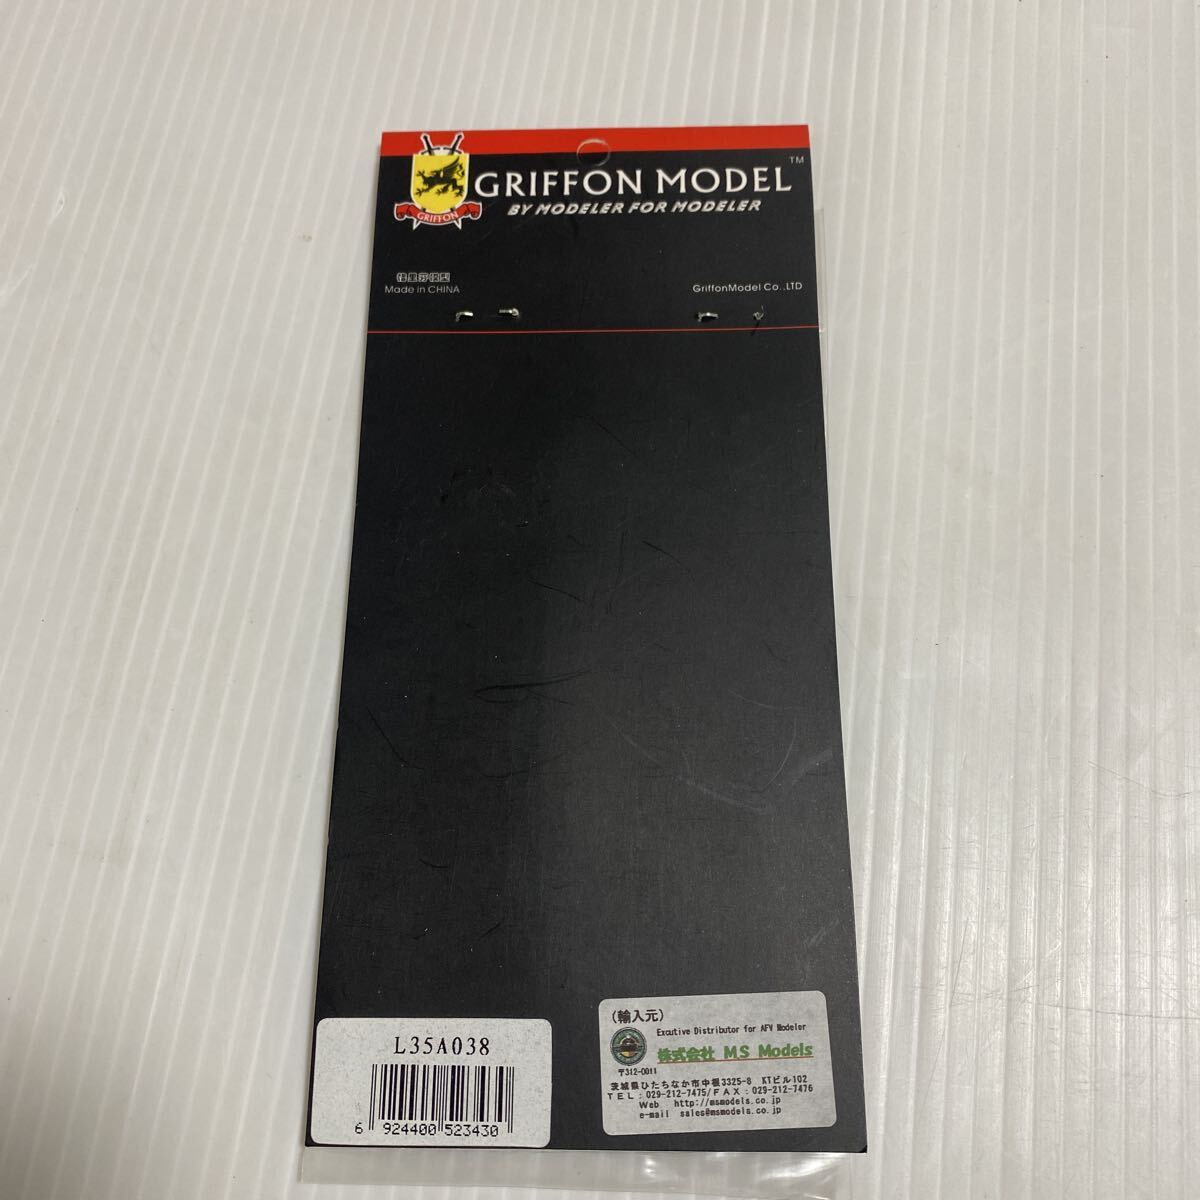 GRIFFON MODEL ™
BY MODELER FOR MODELER
GRIFFON
Made in CHINA
GriffonModel Co.,LTD
L35A038
6 924400 523430
(輸入元)
Excutive Distributor for AFV Modeler
株式会社 MS Models
〒312-0011
茨城県ひたちなか市中根3325-8 KTビル102
TEL:029-212-7475/FAX:029-212-7476
Web http://msmodels.co.jp
e-mail sales@msmodels.co.jp